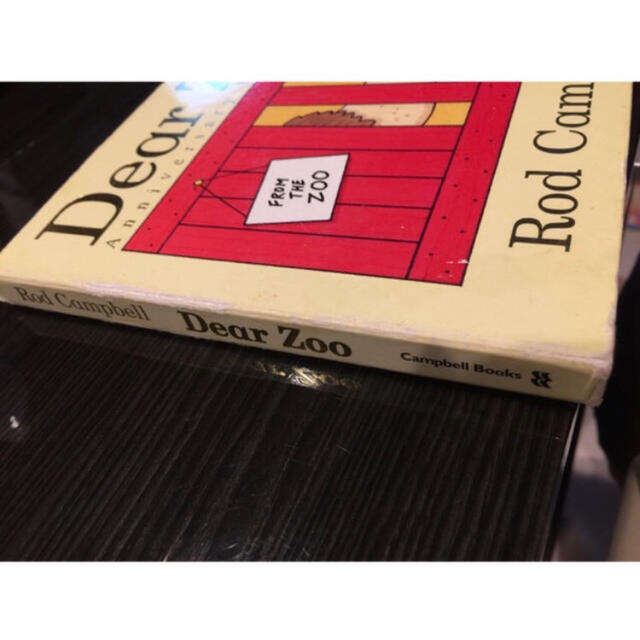 Dear
Anniversary
FROM
THE
ZOO
Rod Cam
Rod Campbell
Dear Zoo
Campbell Books